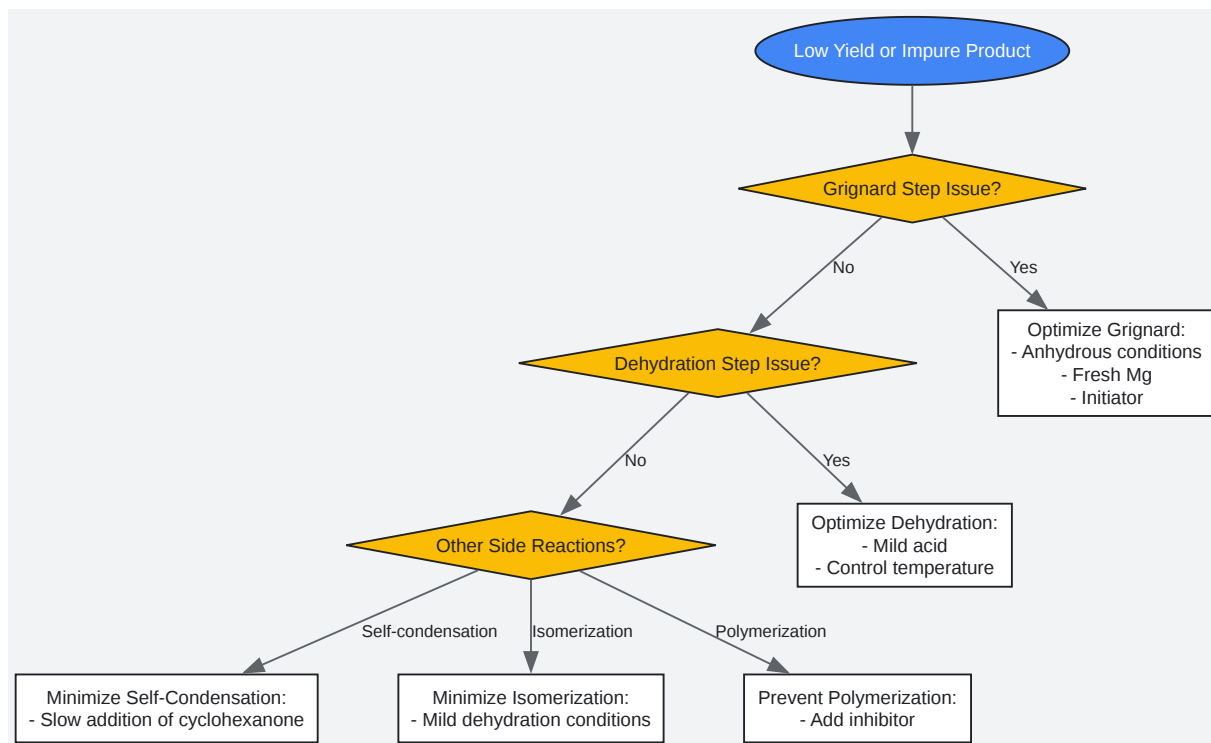 Low Yield or Impure Product
Grignard Step Issue?
No
Yes
Optimize Grignard:
- Anhydrous conditions
- Fresh Mg
- Initiator
Dehydration Step Issue?
No
Yes
Optimize Dehydration:
- Mild acid
- Control temperature
Other Side Reactions?
Self-condensation
Isomerization
Polymerization
Minimize Self-Condensation:
- Slow addition of cyclohexanone
Minimize Isomerization:
- Mild dehydration conditions
Prevent Polymerization:
- Add inhibitor